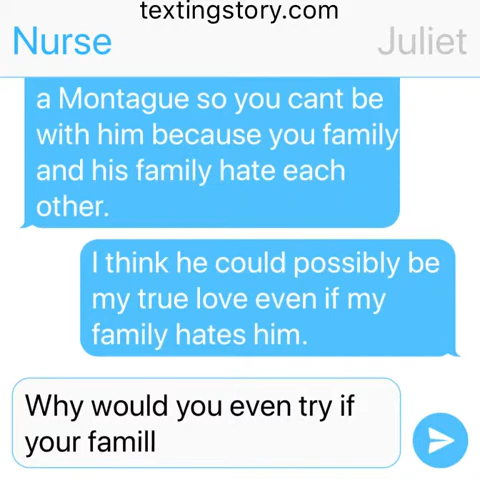 textingstory.com
Nurse Juliet
a Montague so you cant be
with him because you family
and his family hate each
other.
I think he could possibly be
my true love even if my
family hates him.
Why would you even try if
your famill